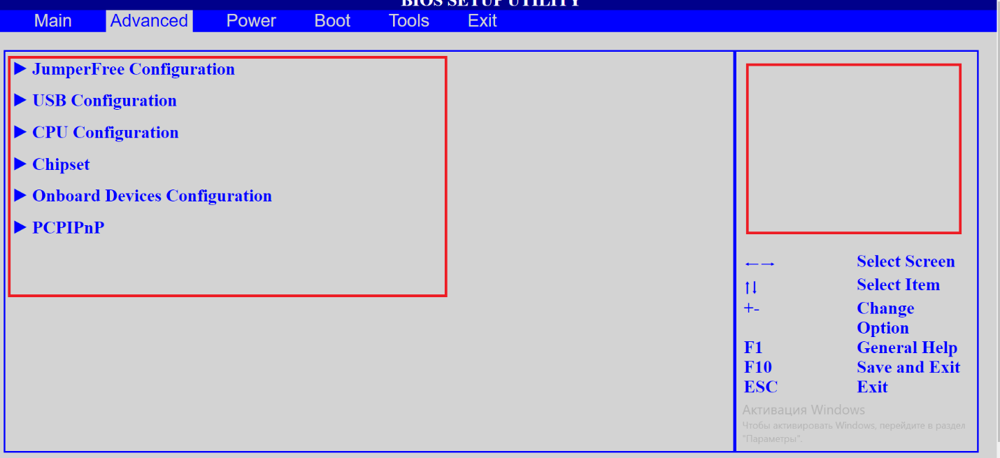 BIOS SETUP UTILITY
Main Advanced Power Boot Tools Exit
► JumperFree Configuration
► USB Configuration
► CPU Configuration
► Chipset
► Onboard Devices Configuration
► PCPIPnP
←→ Select Screen
↑↓ Select Item
+- Change
Option
F1 General Help
F10 Save and Exit
ESC Exit
Активация Windows
Чтобы активировать Windows, перейдите в раздел
"Параметры".